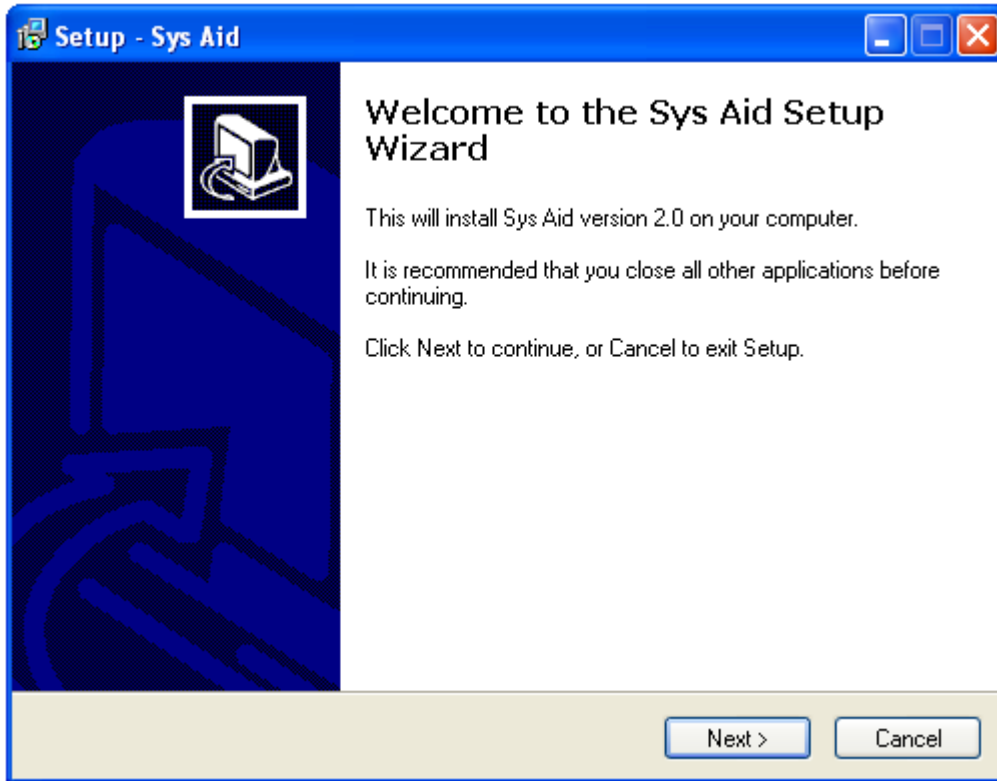 Setup - Sys Aid
Welcome to the Sys Aid Setup
Wizard
This will install Sys Aid version 2.0 on your computer.
It is recommended that you close all other applications before
continuing.
Click Next to continue, or Cancel to exit Setup.
Next >
Cancel